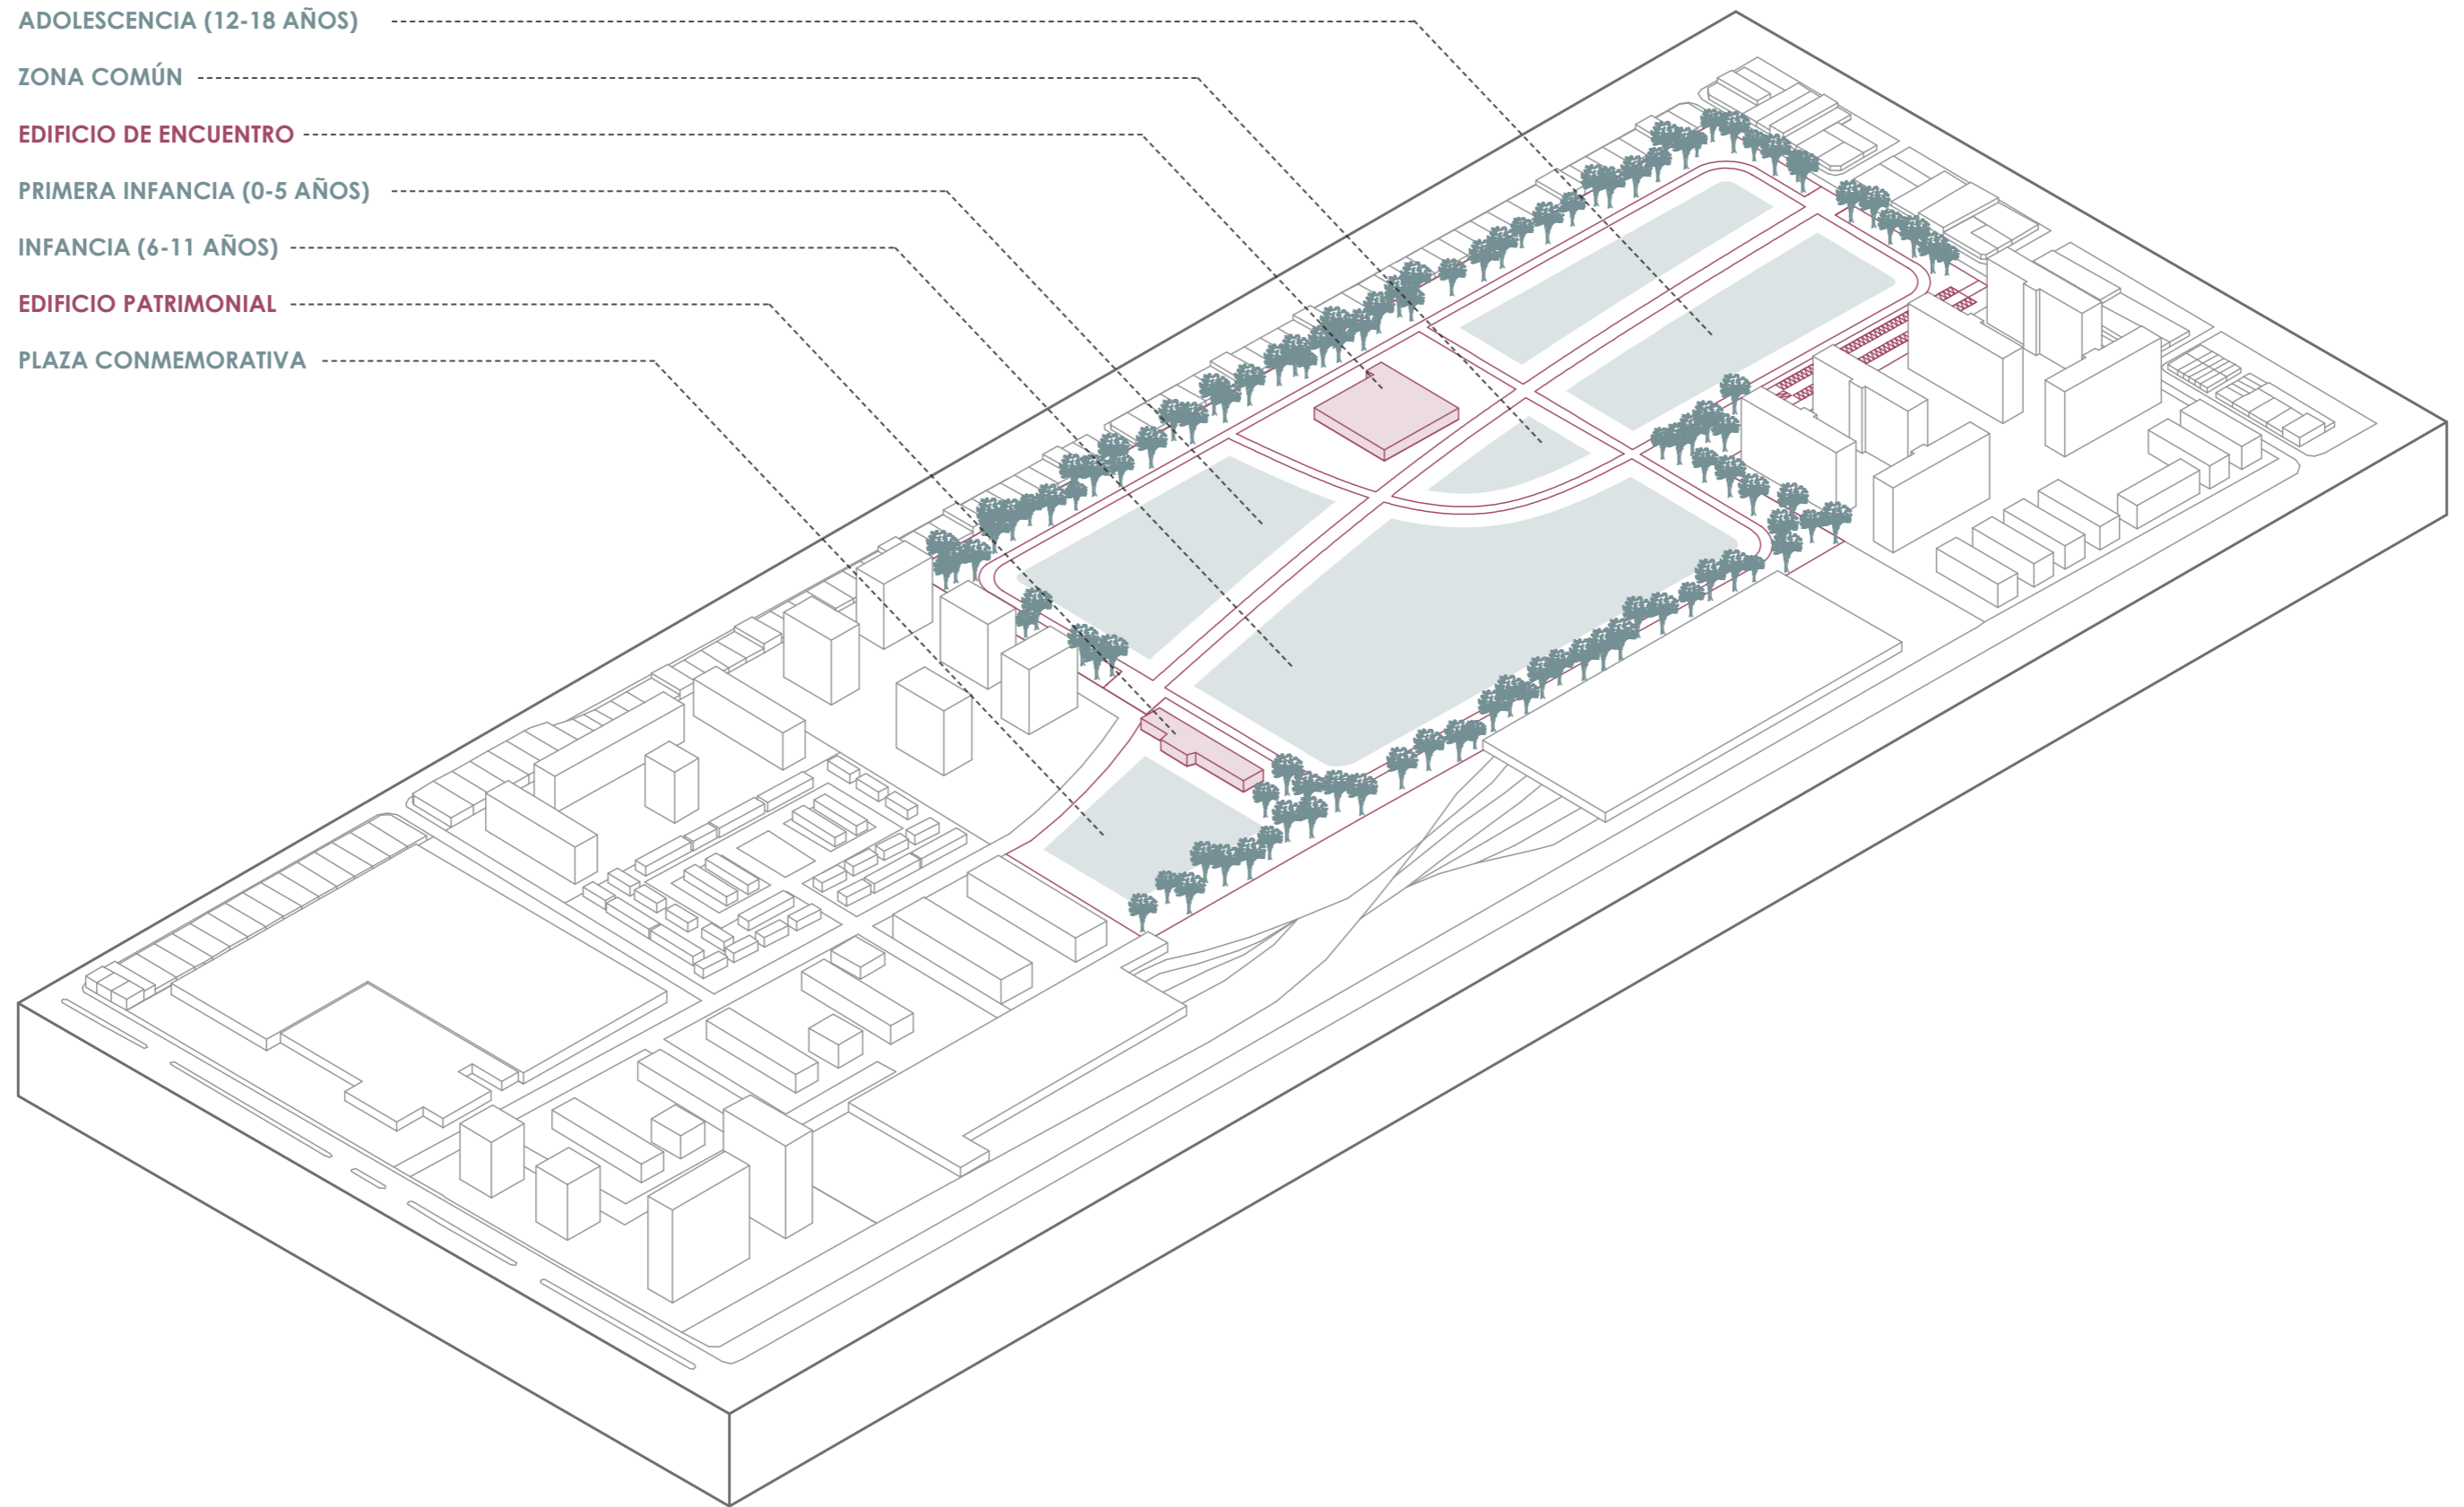 ADOLESCENCIA (12-18 AÑOS)
ZONA COMÚN
EDIFICIO DE ENCUENTRO
PRIMERA INFANCIA (0-5 AÑOS)
INFANCIA (6-11 AÑOS)
EDIFICIO PATRIMONIAL
PLAZA CONMEMORATIVA